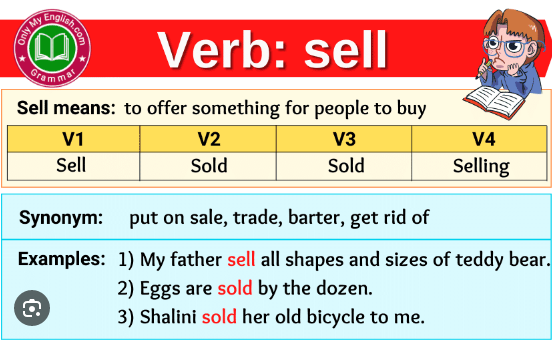 Only My English.com
Grammar
Verb: sell
Sell means: to offer something for people to buy
V1 V2 V3 V4
Sell Sold Sold Selling
Synonym: put on sale, trade, barter, get rid of
Examples: 1) My father sell all shapes and sizes of teddy bear.
2) Eggs are sold by the dozen.
3) Shalini sold her old bicycle to me.